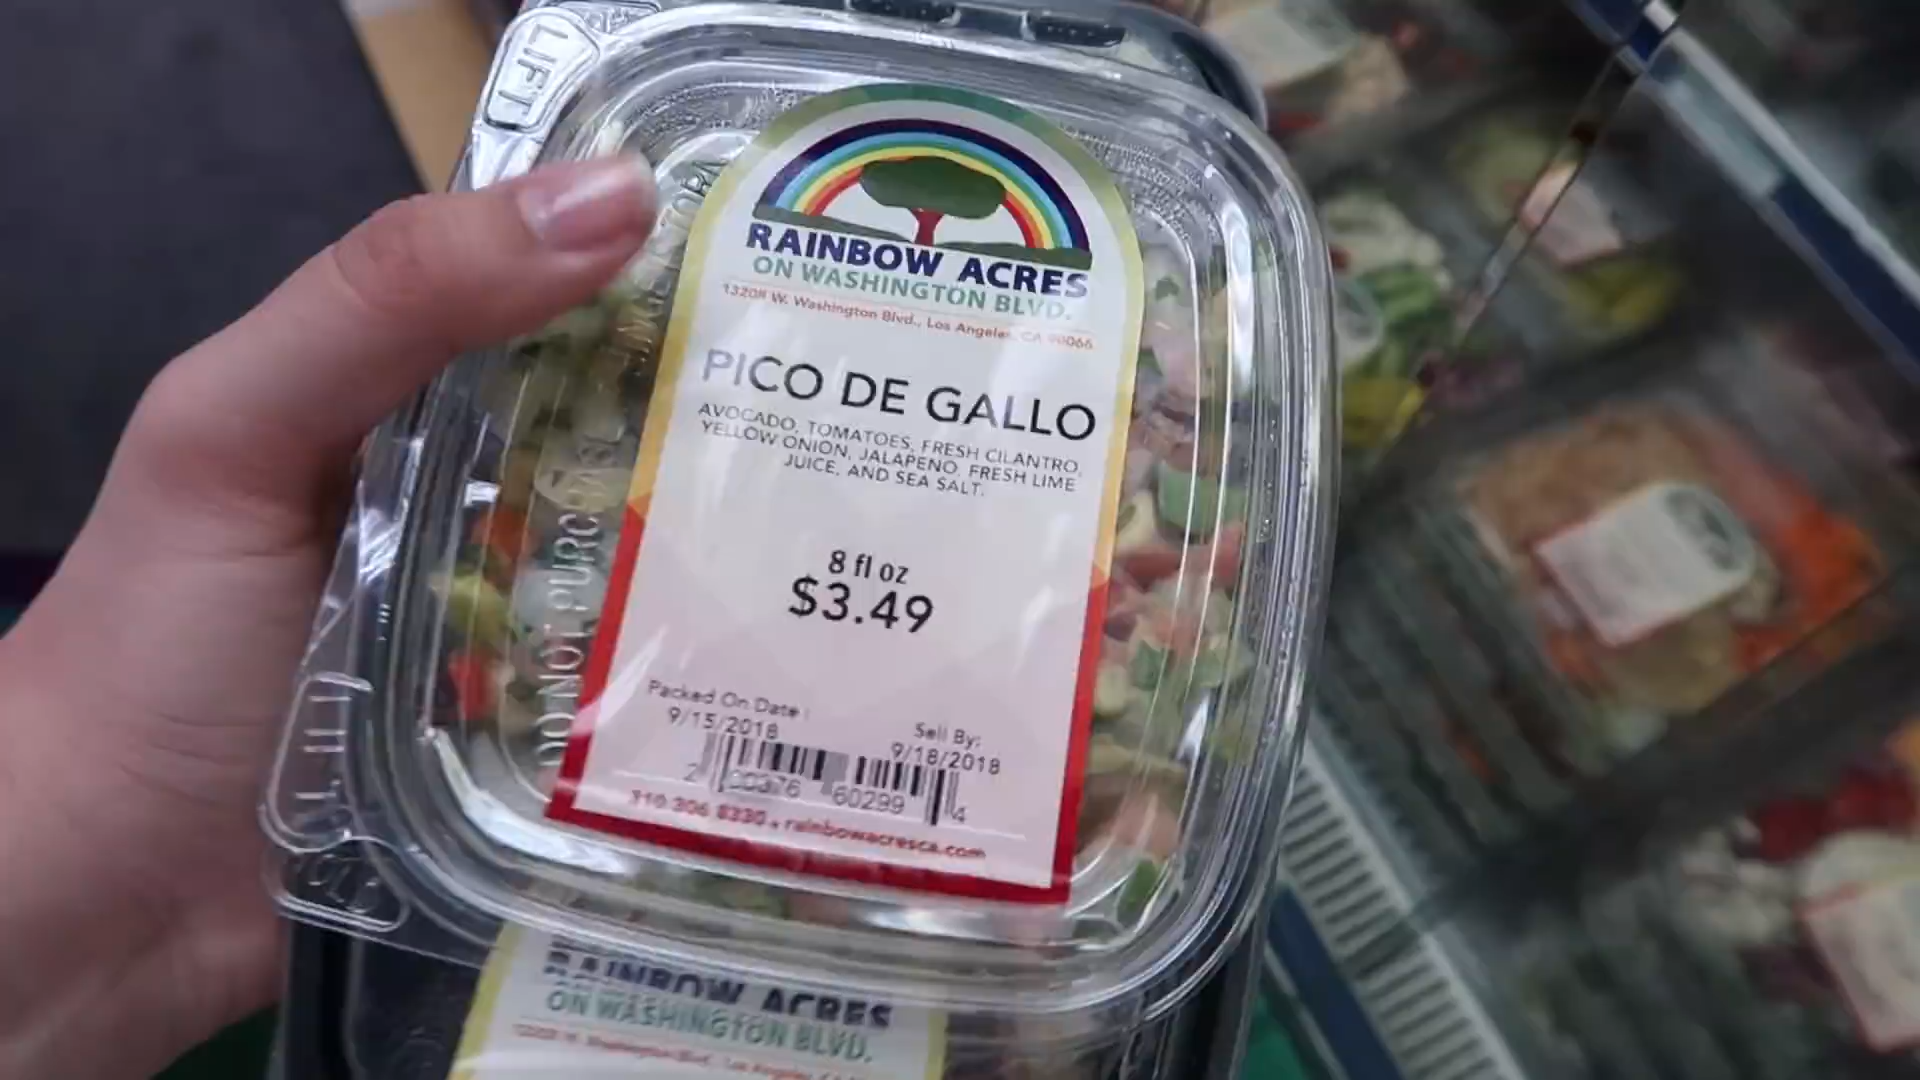 LIFT
RAINBOW ACRES
ON WASHINGTON BLVD.
13208 W. Washington Blvd., Los Angeles, CA 90066
PICO DE GALLO
AVOCADO, TOMATOES, FRESH CILANTRO,
YELLOW ONION, JALAPENO, FRESH LIME
JUICE, AND SEA SALT.
8 fl oz
$3.49
Packed On Date :
9/15/2018
Sell By:
9/18/2018
2 00376 60299 4
310 306 8330 • rainbowacresca.com
DO NOT PURCHASE
LIFT
RAINBOW ACRES
ON WASHINGTON BLVD.